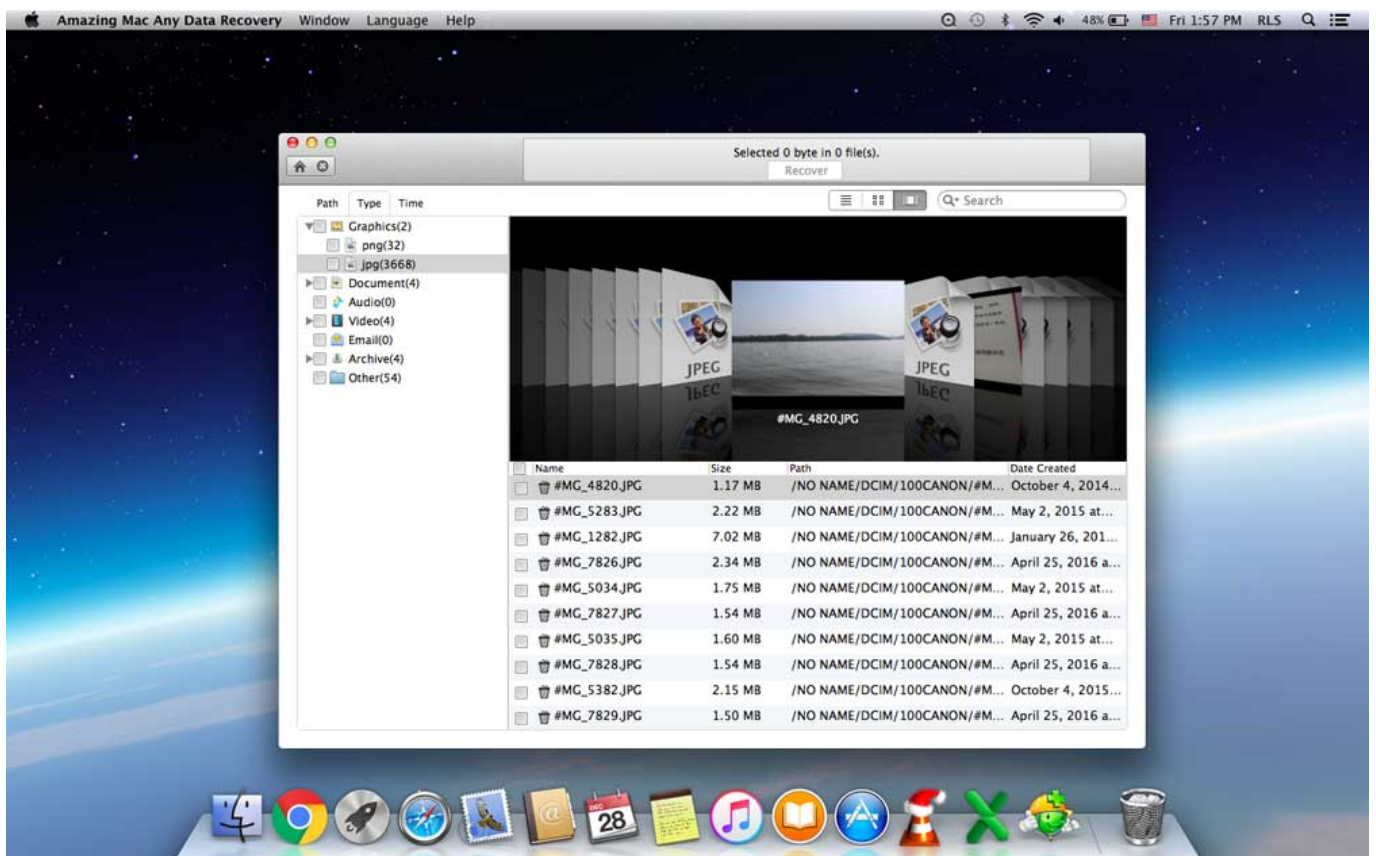 Amazing Mac Any Data Recovery Window Language Help 48% Fri 1:57 PM RLS
Selected 0 byte in 0 file(s).
Recover
Path Type Time
Search
Graphics(2)
png(32)
jpg(3668)
Document(4)
Audio(0)
Video(4)
Email(0)
Archive(4)
Other(54)
JPEG
JPEG
#MG_4820.JPG
Name Size Path Date Created
#MG_4820.JPG 1.17 MB /NO NAME/DCIM/100CANON/#M... October 4, 2014...
#MG_5283.JPG 2.22 MB /NO NAME/DCIM/100CANON/#M... May 2, 2015 at...
#MG_1282.JPG 7.02 MB /NO NAME/DCIM/100CANON/#M... January 26, 201...
#MG_7826.JPG 2.34 MB /NO NAME/DCIM/100CANON/#M... April 25, 2016 a...
#MG_5034.JPG 1.75 MB /NO NAME/DCIM/100CANON/#M... May 2, 2015 at...
#MG_7827.JPG 1.54 MB /NO NAME/DCIM/100CANON/#M... April 25, 2016 a...
#MG_5035.JPG 1.60 MB /NO NAME/DCIM/100CANON/#M... May 2, 2015 at...
#MG_7828.JPG 1.54 MB /NO NAME/DCIM/100CANON/#M... April 25, 2016 a...
#MG_5382.JPG 2.15 MB /NO NAME/DCIM/100CANON/#M... October 4, 2015...
#MG_7829.JPG 1.50 MB /NO NAME/DCIM/100CANON/#M... April 25, 2016 a...
DEC
28